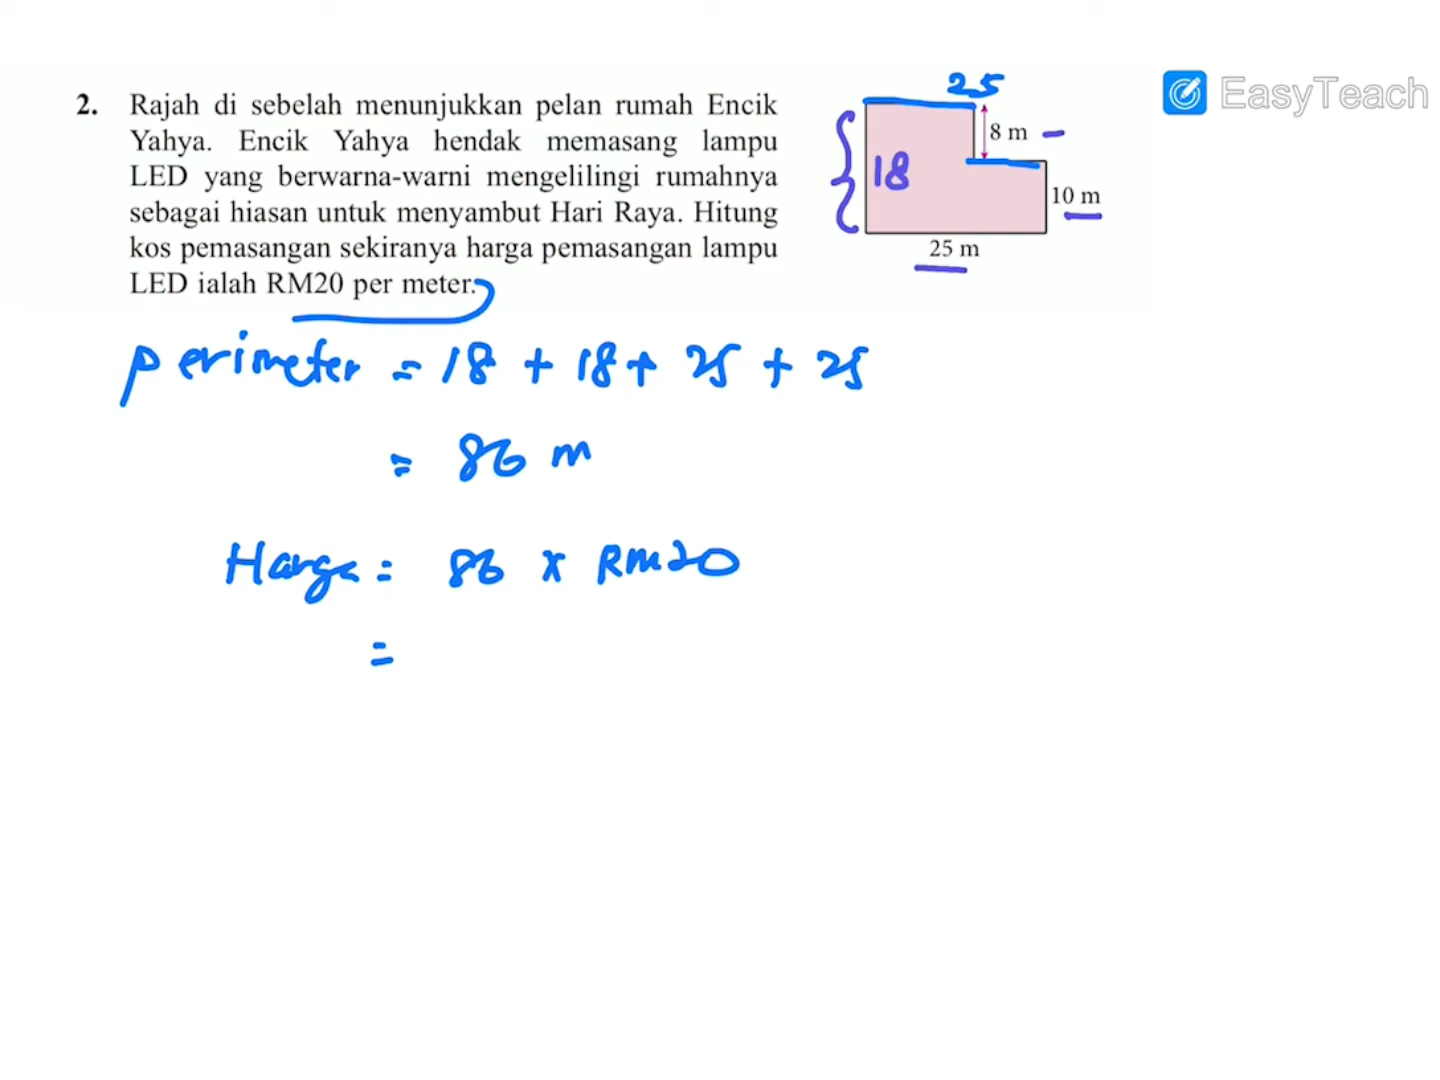 25
EasyTeach
2. Rajah di sebelah menunjukkan pelan rumah Encik
Yahya. Encik Yahya hendak memasang lampu
LED yang berwarna-warni mengelilingi rumahnya
sebagai hiasan untuk menyambut Hari Raya. Hitung
kos pemasangan sekiranya harga pemasangan lampu
LED ialah RM20 per meter.
8 m
18
10 m
25 m
perimeter = 18 + 18 + 25 + 25
= 86 m
Harga = 86 x RM20
=